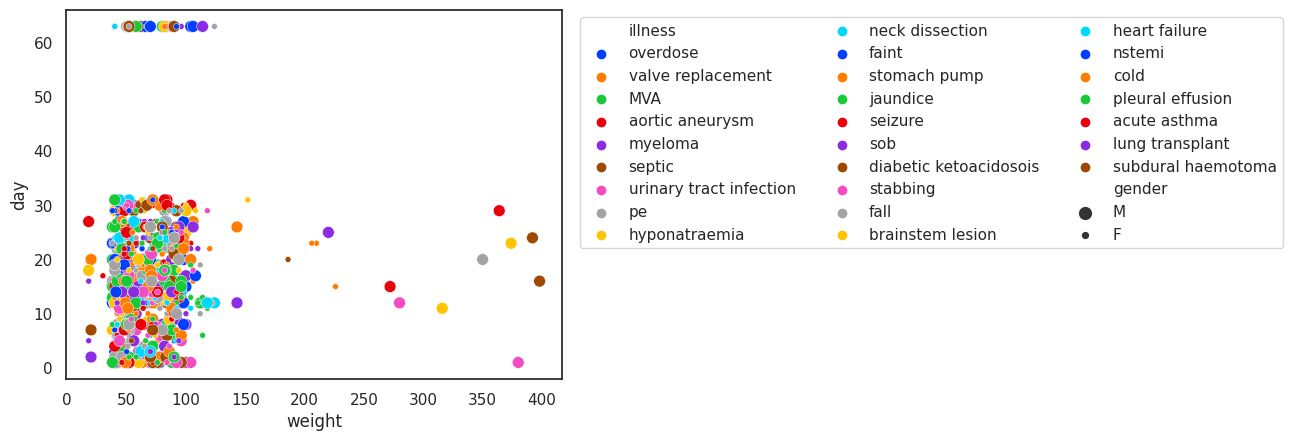 60
50
40
30
20
10
0
day
0 50 100 150 200 250 300 350 400
weight
illness
overdose
valve replacement
MVA
aortic aneurysm
myeloma
septic
urinary tract infection
pe
hyponatraemia
neck dissection
faint
stomach pump
jaundice
seizure
sob
diabetic ketoacidosois
stabbing
fall
brainstem lesion
heart failure
nstemi
cold
pleural effusion
acute asthma
lung transplant
subdural haemotoma
gender
M
F